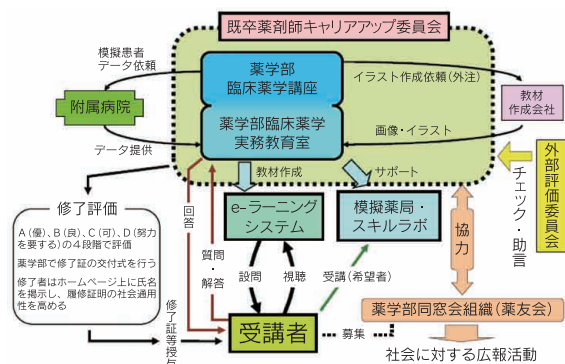 既卒薬剤師キャリアアップ委員会
模擬患者
データ依頼
薬学部
臨床薬学講座
イラスト作成依頼(外注)
附属病院
教材
作成会社
薬学部臨床薬学
実務教育室
データ提供
画像・イラスト
外部評価委員会
チェック・助言
教材作成
サポート
修了評価
A(優)、B(良)、C(可)、D(努力
を要する)の4段階で評価
薬学部で修了証の交付式を行う
修了者はホームページ上に氏名
を掲示し、履修証明の社会通用
性を高める
回答
質問・
解答
e-ラーニング
システム
模擬薬局・
スキルラボ
協力
設問
視聴
受講(希望者)
修了証等授与
受講者
募集
薬学部同窓会組織(薬友会)
社会に対する広報活動